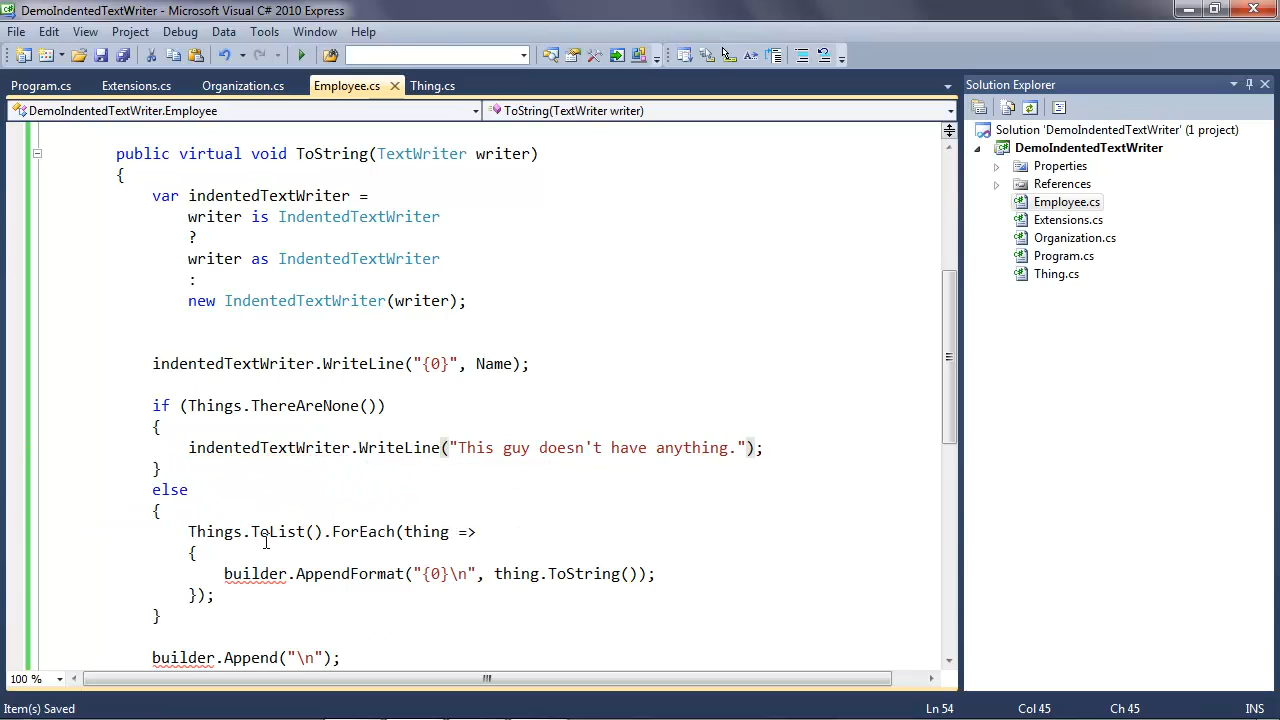 DemoIndentedTextWriter - Microsoft Visual C# 2010 Express
File Edit View Project Debug Data Tools Window Help
Program.cs Extensions.cs Organization.cs Employee.cs Thing.cs
DemoIndentedTextWriter.Employee ToString(TextWriter writer)
public virtual void ToString(TextWriter writer)
{
var indentedTextWriter =
writer is IndentedTextWriter
?
writer as IndentedTextWriter
:
new IndentedTextWriter(writer);
indentedTextWriter.WriteLine("{0}", Name);
if (Things.ThereAreNone())
{
indentedTextWriter.WriteLine("This guy doesn't have anything.");
}
else
{
Things.ToList().ForEach(thing =>
{
builder.AppendFormat("{0}\n", thing.ToString());
});
}
builder.Append("\n");
100 %
Solution Explorer
Solution 'DemoIndentedTextWriter' (1 project)
DemoIndentedTextWriter
Properties
References
Employee.cs
Extensions.cs
Organization.cs
Program.cs
Thing.cs
Item(s) Saved Ln 54 Col 45 Ch 45 INS